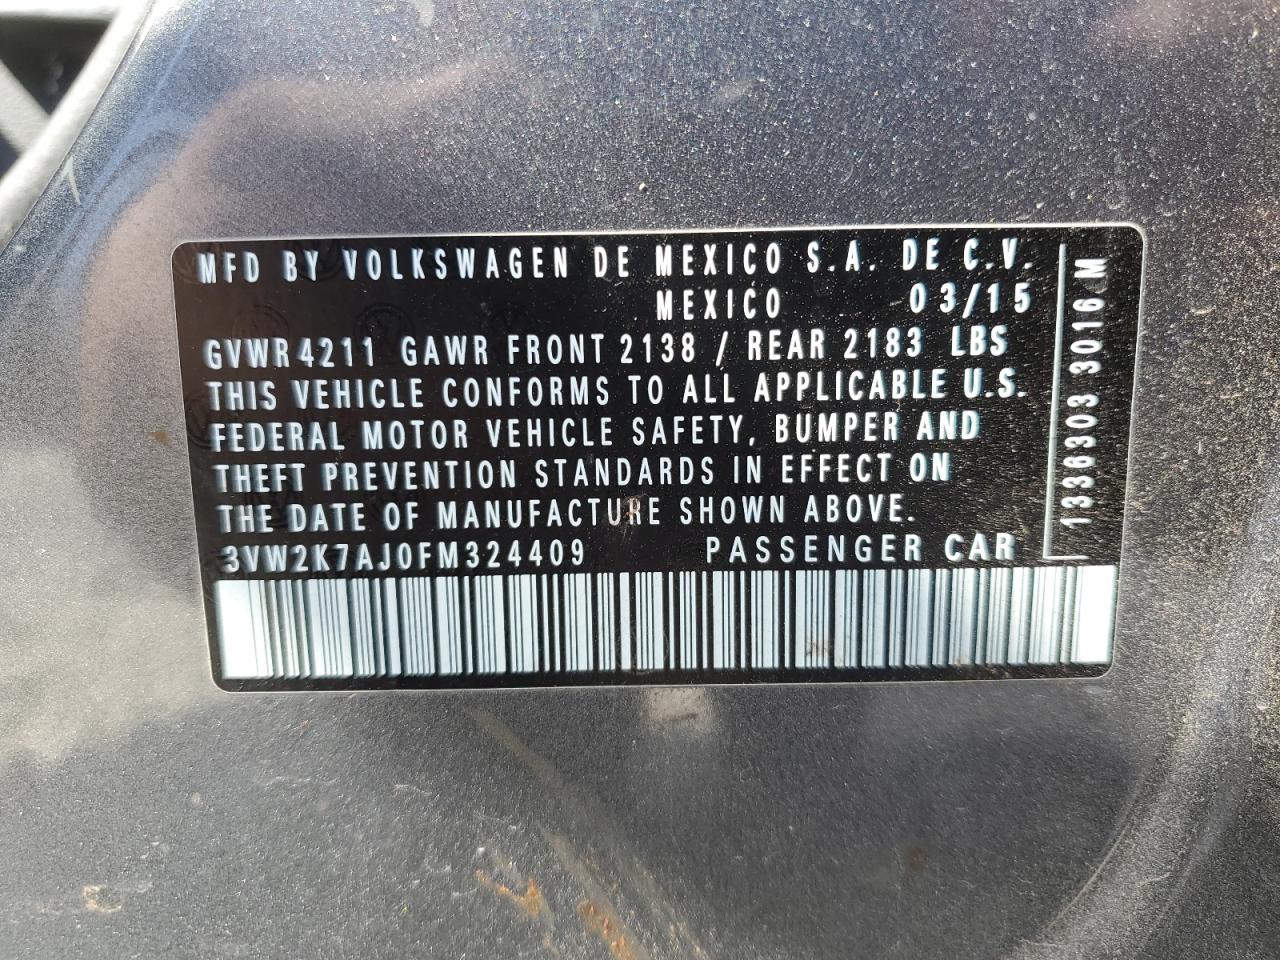 MFD BY VOLKSWAGEN DE MEXICO S.A. DE C.V.
MEXICO 03/15
GVWR 4211 GAWR FRONT 2138 / REAR 2183 LBS
THIS VEHICLE CONFORMS TO ALL APPLICABLE U.S.
FEDERAL MOTOR VEHICLE SAFETY, BUMPER AND
THEFT PREVENTION STANDARDS IN EFFECT ON
THE DATE OF MANUFACTURE SHOWN ABOVE.
3VW2K7AJ0FM324409 PASSENGER CAR
1336303 3016 M